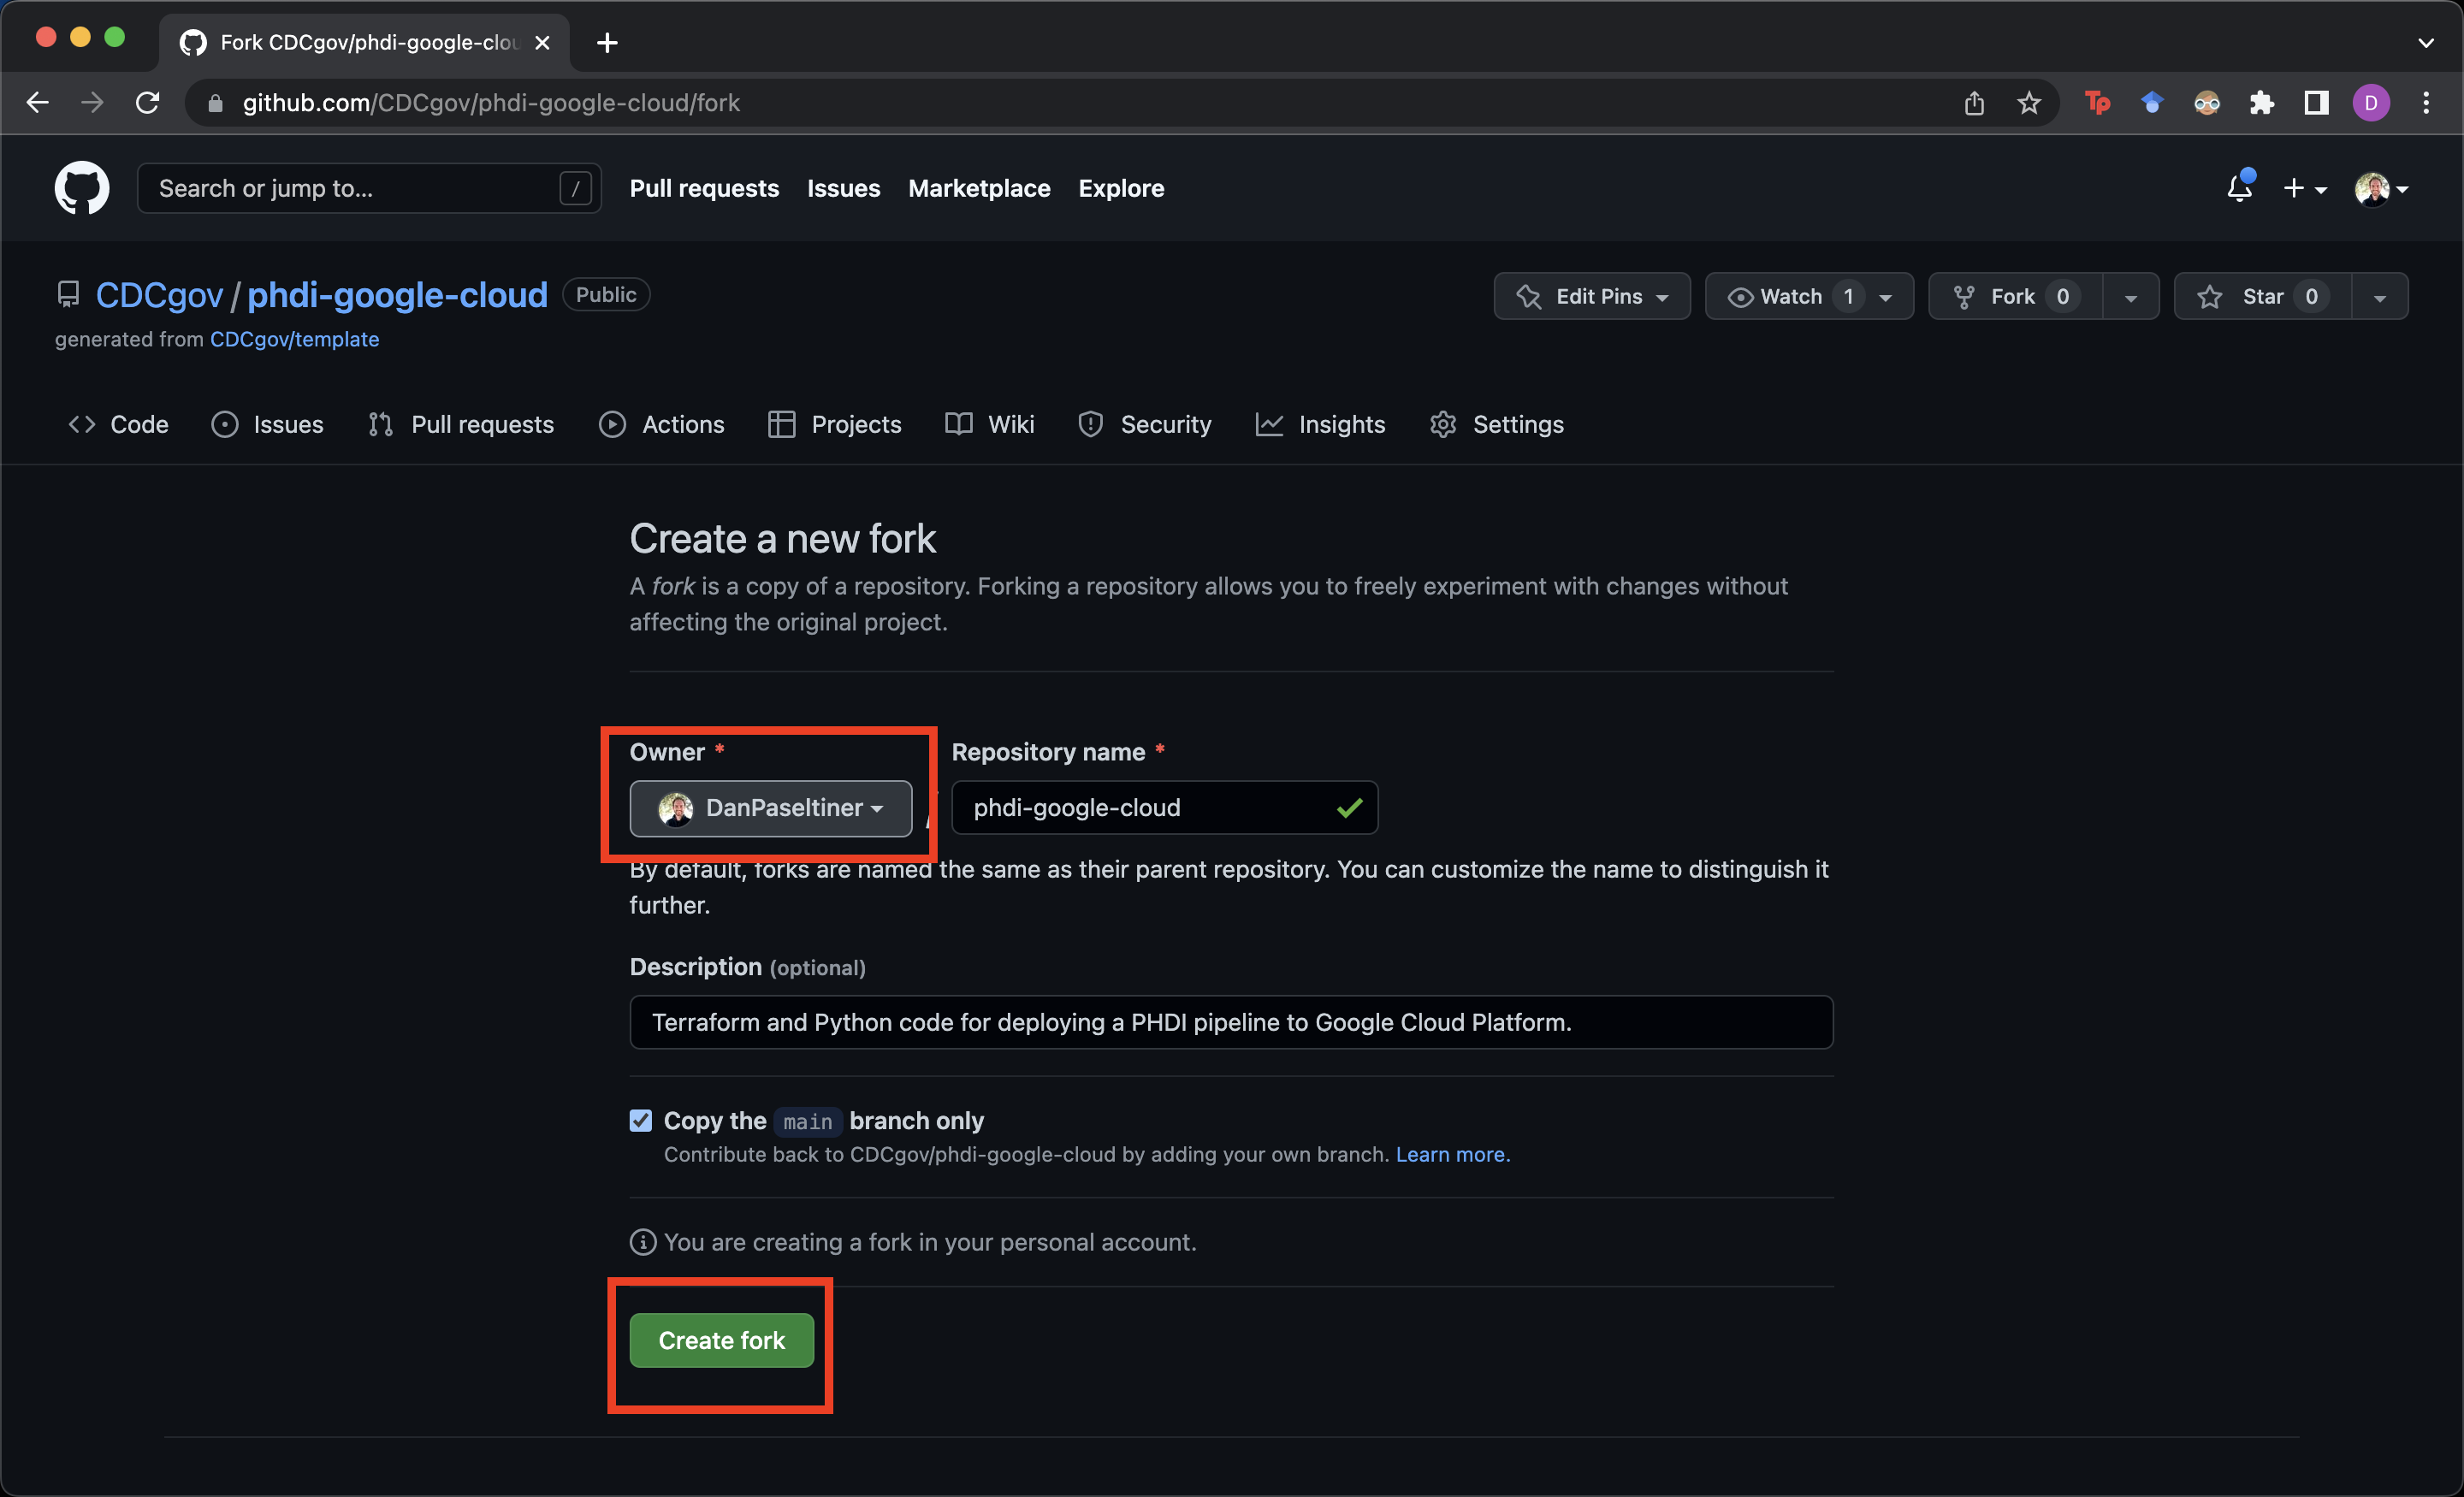 Fork CDCgov/phdi-google-clou
github.com/CDCgov/phdi-google-cloud/fork
Tp
D
Search or jump to...
/
Pull requests
Issues
Marketplace
Explore
CDCgov / phdi-google-cloud
Public
Edit Pins
Watch 1
Fork 0
Star 0
generated from CDCgov/template
Code
Issues
Pull requests
Actions
Projects
Wiki
Security
Insights
Settings
Create a new fork
A fork is a copy of a repository. Forking a repository allows you to freely experiment with changes without
affecting the original project.
Owner *
Repository name *
DanPaseltiner
/
phdi-google-cloud
By default, forks are named the same as their parent repository. You can customize the name to distinguish it
further.
Description (optional)
Terraform and Python code for deploying a PHDI pipeline to Google Cloud Platform.
Copy the main branch only
Contribute back to CDCgov/phdi-google-cloud by adding your own branch. Learn more.
You are creating a fork in your personal account.
Create fork